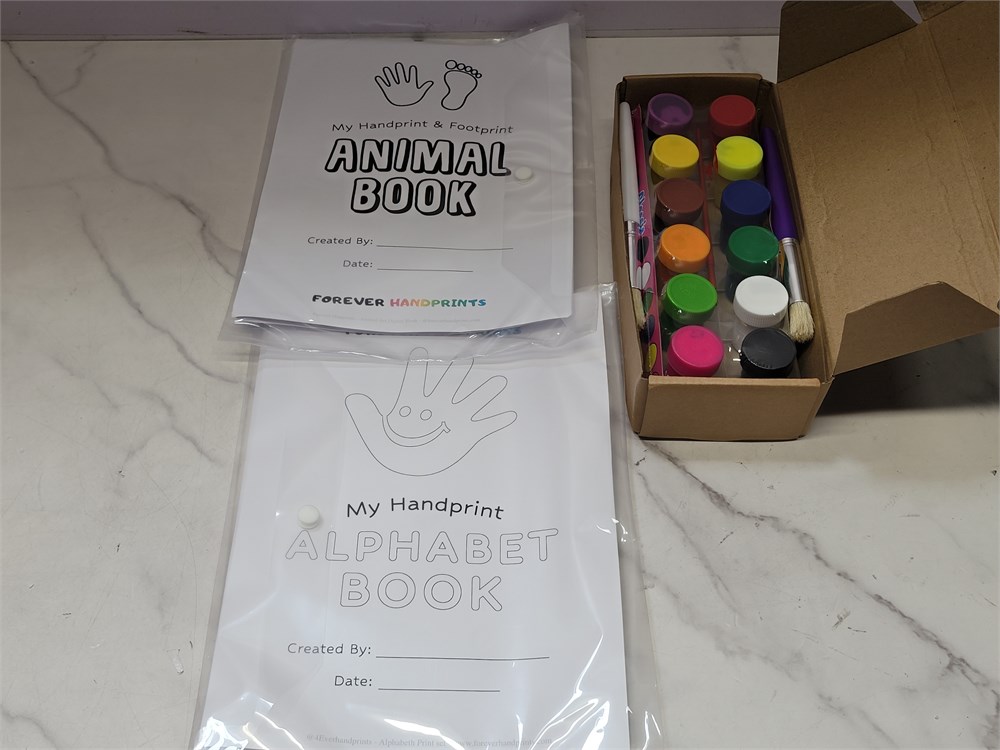 My Handprint & Footprint
ANIMAL
BOOK
Created By:
Date:
FOREVER HANDPRINTS
My Handprint
ALPHABET
BOOK
Created By:
Date: